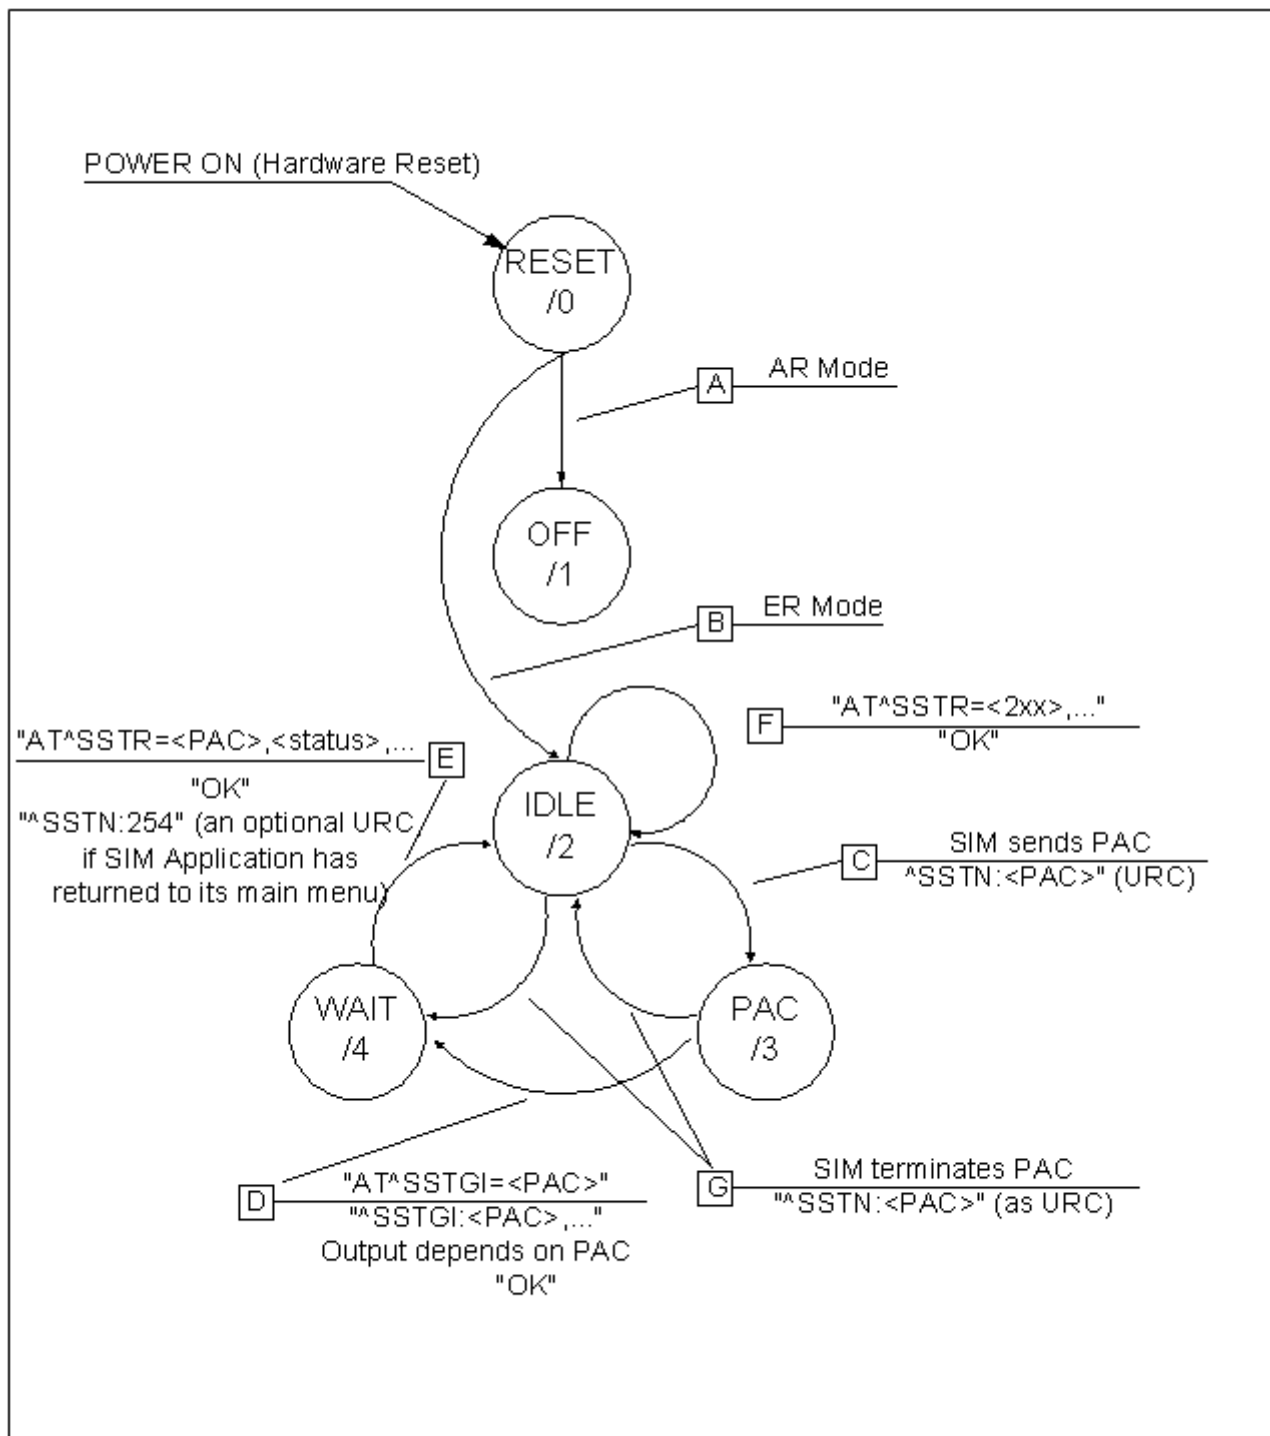 POWER ON (Hardware Reset)
RESET
/0
A
AR Mode
OFF
/1
B
ER Mode
"AT^SSTR=<PAC>,<status>,...
E
"OK"
"^SSTN:254" (an optional URC
if SIM Application has
returned to its main menu)
F
"AT^SSTR=<2xx>,..."
"OK"
IDLE
/2
C
SIM sends PAC
^SSTN:<PAC>" (URC)
WAIT
/4
PAC
/3
D
"AT^SSTGI=<PAC>"
"^SSTGI:<PAC>,..."
Output depends on PAC
"OK"
G
SIM terminates PAC
"^SSTN:<PAC>" (as URC)